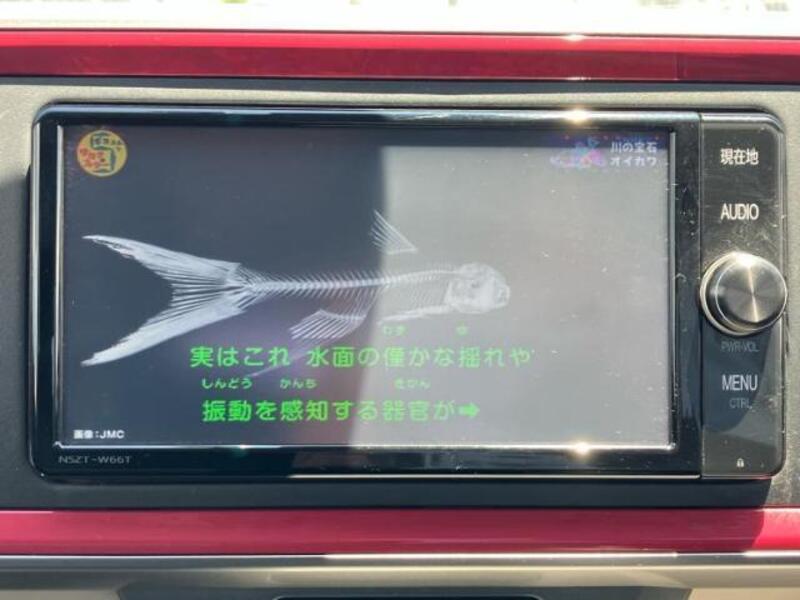 川の宝石
オイカワ
現在地
AUDIO
PWR-VOL
MENU
CTRL
わず ゆ
実はこれ 水面の僅かな揺れや
しんどう かんち きかん
振動を感知する器官が➡
画像:JMC
NSZT-W66T